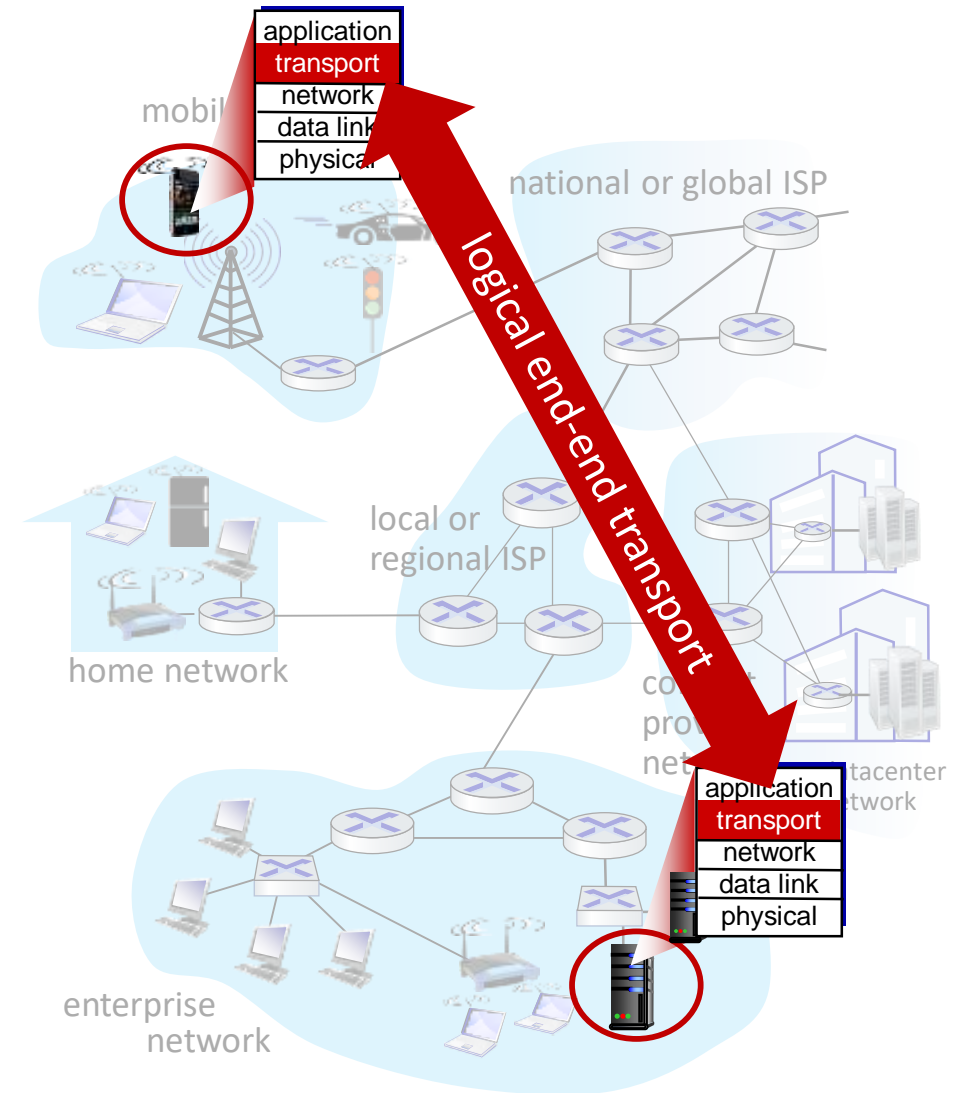 application
transport
network
data link
physical
national or global ISP
logical end-end transport
local or
regional ISP
home network
application
transport
network
data link
physical
network
enterprise
network